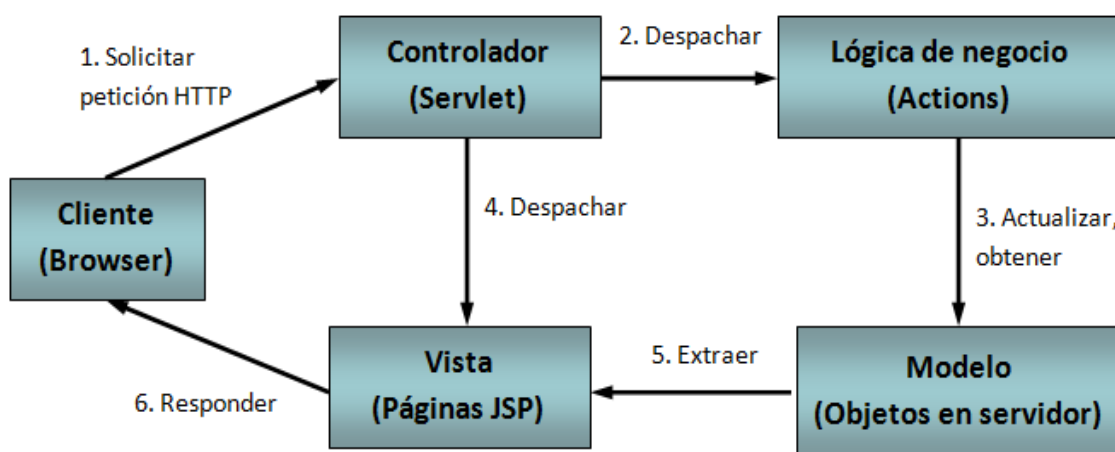 1. Solicitar
petición HTTP
Controlador
(Servlet)
2. Despachar
Lógica de negocio
(Actions)
Cliente
(Browser)
4. Despachar
3. Actualizar,
obtener
Vista
(Páginas JSP)
5. Extraer
Modelo
(Objetos en servidor)
6. Responder